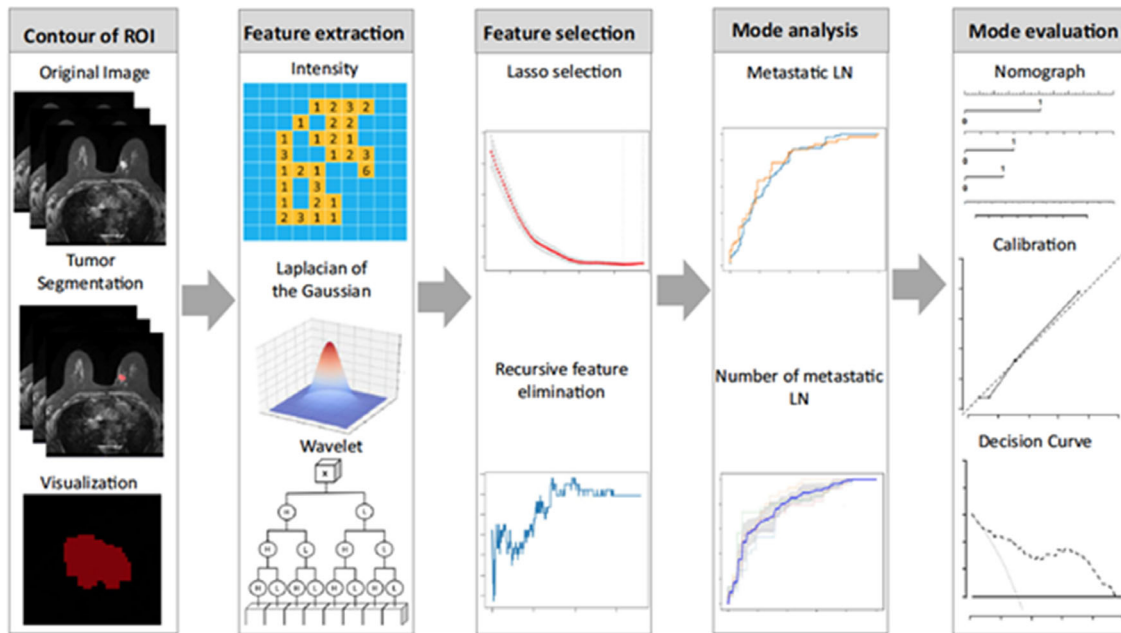 Contour of ROI
Original Image
Tumor
Segmentation
Visualization
Feature extraction
Intensity
1 2 3 2
1 2 2
1 1 2 1
3 1 2 3
1 2 1 6
1 3
1 2 1
2 3 1 1
Laplacian of
the Gaussian
Wavelet
X
H L
H L H L
H L H L H L H L
Feature selection
Lasso selection
Recursive feature
elimination
Mode analysis
Metastatic LN
Number of metastatic
LN
Mode evaluation
Nomograph
1
0
1
0
1
0
Calibration
Decision Curve